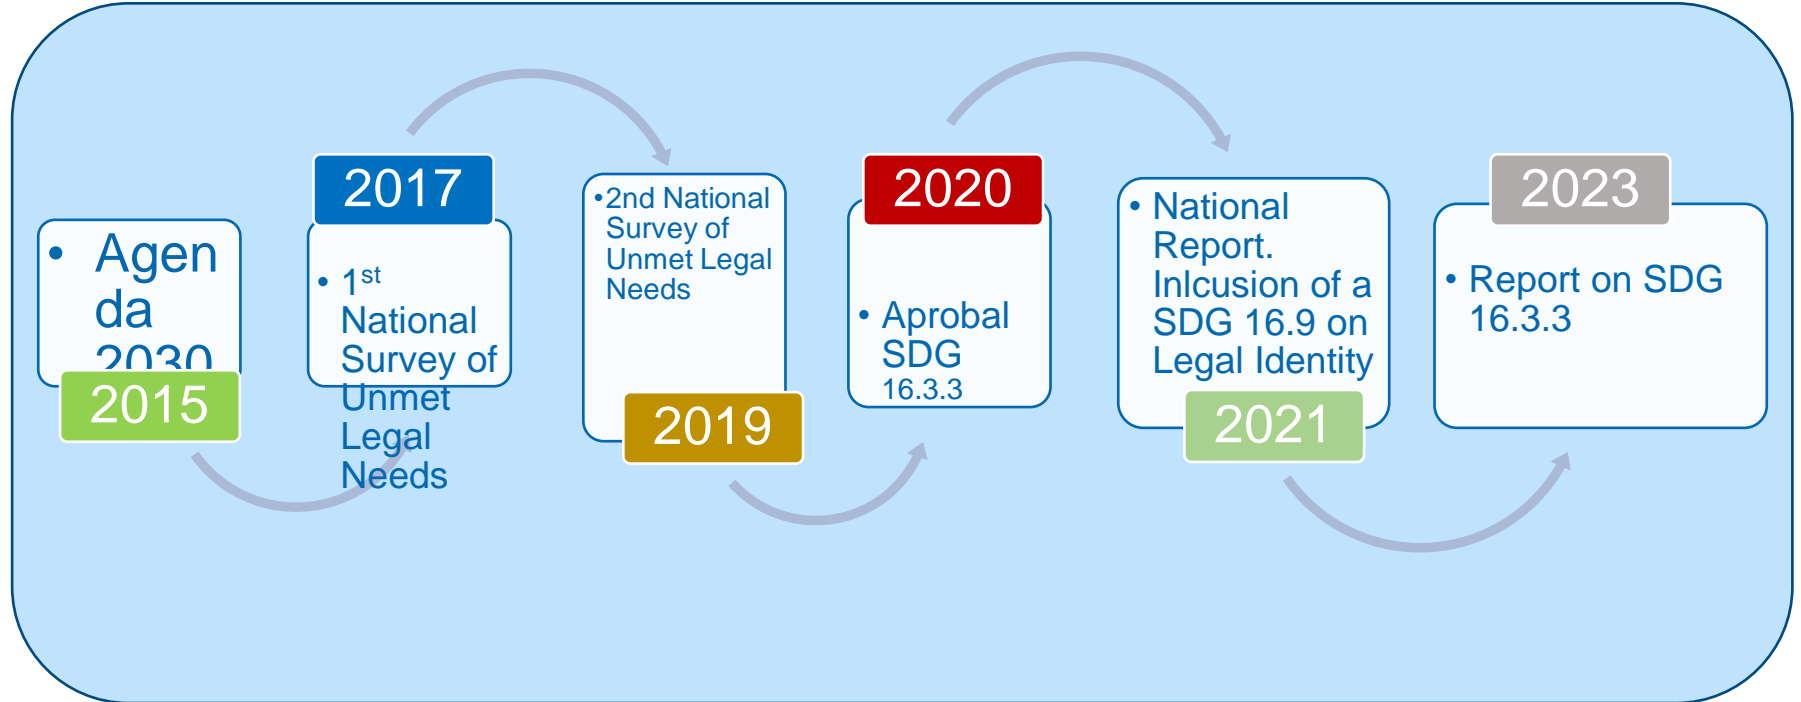 • Agen
da
2030
2015
2017
• 1st
National
Survey of
Unmet
Legal
Needs
•2nd National
Survey of
Unmet Legal
Needs
2019
2020
• Aprobal
SDG
16.3.3
• National
Report.
Inlcusion of a
SDG 16.9 on
Legal Identity
2021
2023
• Report on SDG
16.3.3